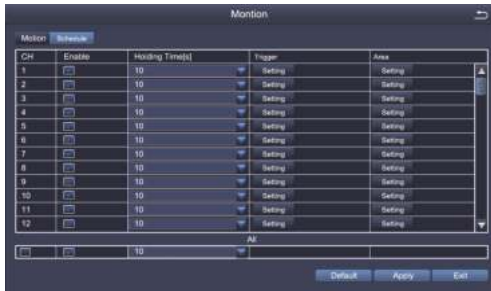 Montion
Motion Schedule
CH Enable Holding Time[s] Trigger Area
1 10 Setting Setting
2 10 Setting Setting
3 10 Setting Setting
4 10 Setting Setting
5 10 Setting Setting
6 10 Setting Setting
7 10 Setting Setting
8 10 Setting Setting
9 10 Setting Setting
10 10 Setting Setting
11 10 Setting Setting
12 10 Setting Setting
All
10
Default Apply Exit